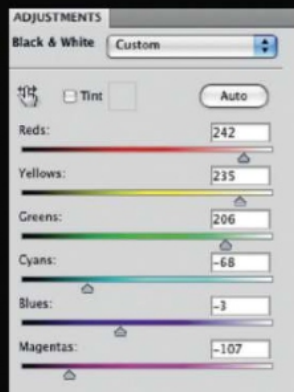 ADJUSTMENTS
Black & White Custom
Tint Auto
Reds: 242
Yellows: 235
Greens: 206
Cyans: -68
Blues: -3
Magentas: -107